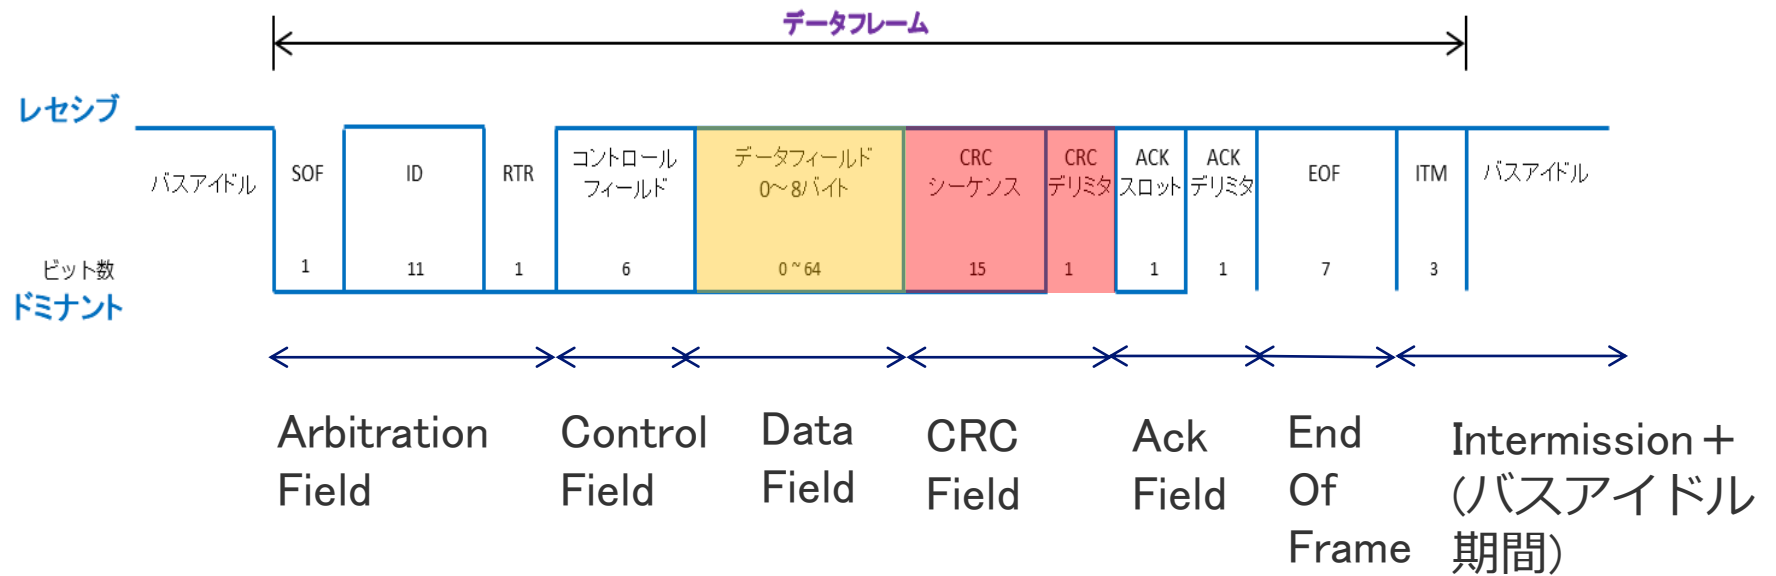 データフレーム
レセシブ
バスアイドル
SOF
ID
RTR
コントロール
フィールド
データフィールド
0~8バイト
CRC
シーケンス
CRC
デリミタ
ACK
スロット
ACK
デリミタ
EOF
ITM
バスアイドル
ビット数
1
11
1
6
0~64
15
1
1
1
7
3
ドミナント
Arbitration
Field
Control
Field
Data
Field
CRC
Field
Ack
Field
End
Of
Frame
Intermission+
(バスアイドル
期間)